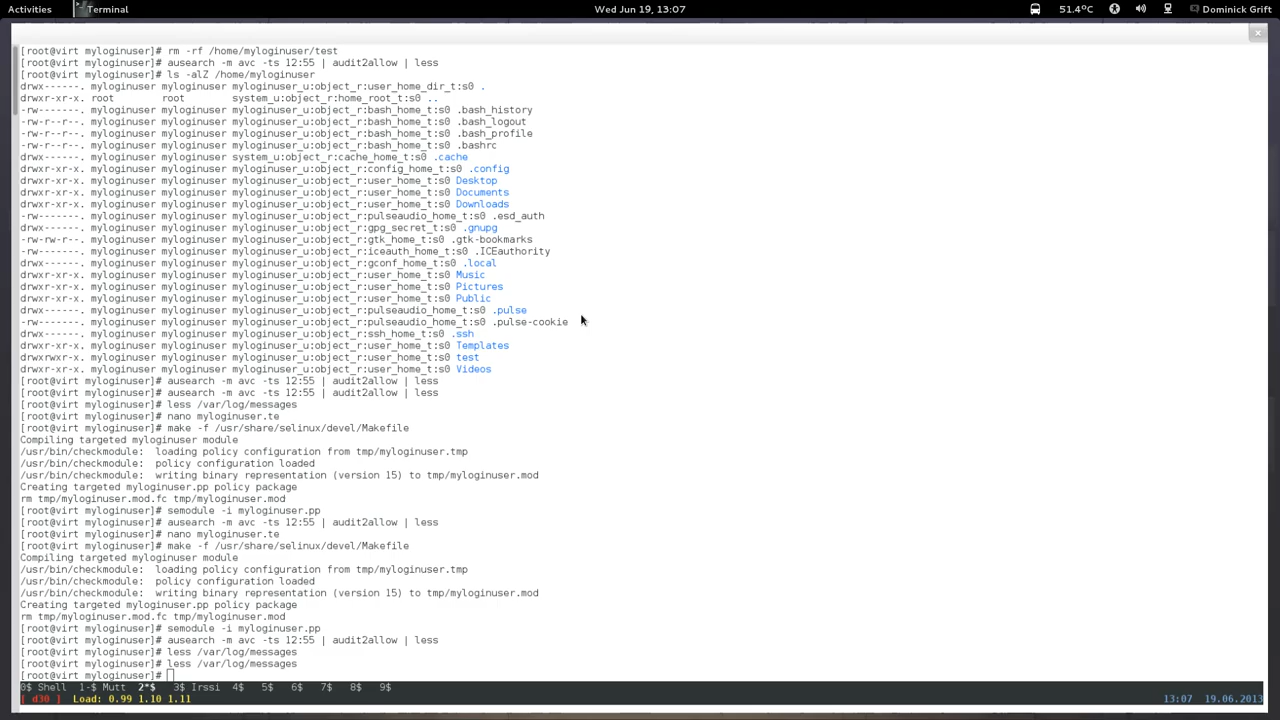 Activities Terminal Wed Jun 19, 13:07 51.4°C Dominick Grift
[root@virt myloginuser]# rm -rf /home/myloginuser/test
[root@virt myloginuser]# ausearch -m avc -ts 12:55 | audit2allow | less
[root@virt myloginuser]# ls -alZ /home/myloginuser
drwx------. myloginuser myloginuser myloginuser_u:object_r:user_home_dir_t:s0 .
drwxr-xr-x. root        root        system_u:object_r:home_root_t:s0 ..
-rw-------. myloginuser myloginuser myloginuser_u:object_r:bash_home_t:s0 .bash_history
-rw-r--r--. myloginuser myloginuser myloginuser_u:object_r:bash_home_t:s0 .bash_logout
-rw-r--r--. myloginuser myloginuser myloginuser_u:object_r:bash_home_t:s0 .bash_profile
-rw-r--r--. myloginuser myloginuser myloginuser_u:object_r:bash_home_t:s0 .bashrc
drwx------. myloginuser myloginuser system_u:object_r:cache_home_t:s0 .cache
drwxr-xr-x. myloginuser myloginuser myloginuser_u:object_r:config_home_t:s0 .config
drwxr-xr-x. myloginuser myloginuser myloginuser_u:object_r:user_home_t:s0 Desktop
drwxr-xr-x. myloginuser myloginuser myloginuser_u:object_r:user_home_t:s0 Documents
drwxr-xr-x. myloginuser myloginuser myloginuser_u:object_r:user_home_t:s0 Downloads
-rw-------. myloginuser myloginuser myloginuser_u:object_r:pulseaudio_home_t:s0 .esd_auth
drwx------. myloginuser myloginuser myloginuser_u:object_r:gpg_secret_t:s0 .gnupg
-rw-rw-r--. myloginuser myloginuser myloginuser_u:object_r:gtk_home_t:s0 .gtk-bookmarks
-rw-------. myloginuser myloginuser myloginuser_u:object_r:iceauth_home_t:s0 .ICEauthority
drwx------. myloginuser myloginuser myloginuser_u:object_r:gconf_home_t:s0 .local
drwxr-xr-x. myloginuser myloginuser myloginuser_u:object_r:user_home_t:s0 Music
drwxr-xr-x. myloginuser myloginuser myloginuser_u:object_r:user_home_t:s0 Pictures
drwxr-xr-x. myloginuser myloginuser myloginuser_u:object_r:user_home_t:s0 Public
drwx------. myloginuser myloginuser myloginuser_u:object_r:pulseaudio_home_t:s0 .pulse
-rw-------. myloginuser myloginuser myloginuser_u:object_r:pulseaudio_home_t:s0 .pulse-cookie
drwx------. myloginuser myloginuser myloginuser_u:object_r:ssh_home_t:s0 .ssh
drwxr-xr-x. myloginuser myloginuser myloginuser_u:object_r:user_home_t:s0 Templates
drwxrwxr-x. myloginuser myloginuser myloginuser_u:object_r:user_home_t:s0 test
drwxr-xr-x. myloginuser myloginuser myloginuser_u:object_r:user_home_t:s0 Videos
[root@virt myloginuser]# ausearch -m avc -ts 12:55 | audit2allow | less
[root@virt myloginuser]# ausearch -m avc -ts 12:55 | audit2allow | less
[root@virt myloginuser]# less /var/log/messages
[root@virt myloginuser]# nano myloginuser.te
[root@virt myloginuser]# make -f /usr/share/selinux/devel/Makefile
Compiling targeted myloginuser module
/usr/bin/checkmodule:  loading policy configuration from tmp/myloginuser.tmp
/usr/bin/checkmodule:  policy configuration loaded
/usr/bin/checkmodule:  writing binary representation (version 15) to tmp/myloginuser.mod
Creating targeted myloginuser.pp policy package
rm tmp/myloginuser.mod.fc tmp/myloginuser.mod
[root@virt myloginuser]# semodule -i myloginuser.pp
[root@virt myloginuser]# ausearch -m avc -ts 12:55 | audit2allow | less
[root@virt myloginuser]# nano myloginuser.te
[root@virt myloginuser]# make -f /usr/share/selinux/devel/Makefile
Compiling targeted myloginuser module
/usr/bin/checkmodule:  loading policy configuration from tmp/myloginuser.tmp
/usr/bin/checkmodule:  policy configuration loaded
/usr/bin/checkmodule:  writing binary representation (version 15) to tmp/myloginuser.mod
Creating targeted myloginuser.pp policy package
rm tmp/myloginuser.mod.fc tmp/myloginuser.mod
[root@virt myloginuser]# semodule -i myloginuser.pp
[root@virt myloginuser]# ausearch -m avc -ts 12:55 | audit2allow | less
[root@virt myloginuser]# less /var/log/messages
[root@virt myloginuser]# less /var/log/messages
[root@virt myloginuser]#
0$ Shell  1-$ Mutt  2*$  3$ Irssi  4$  5$  6$  7$  8$  9$
[ d30 ]  Load: 0.99 1.10 1.11 13:07 19.06.2013